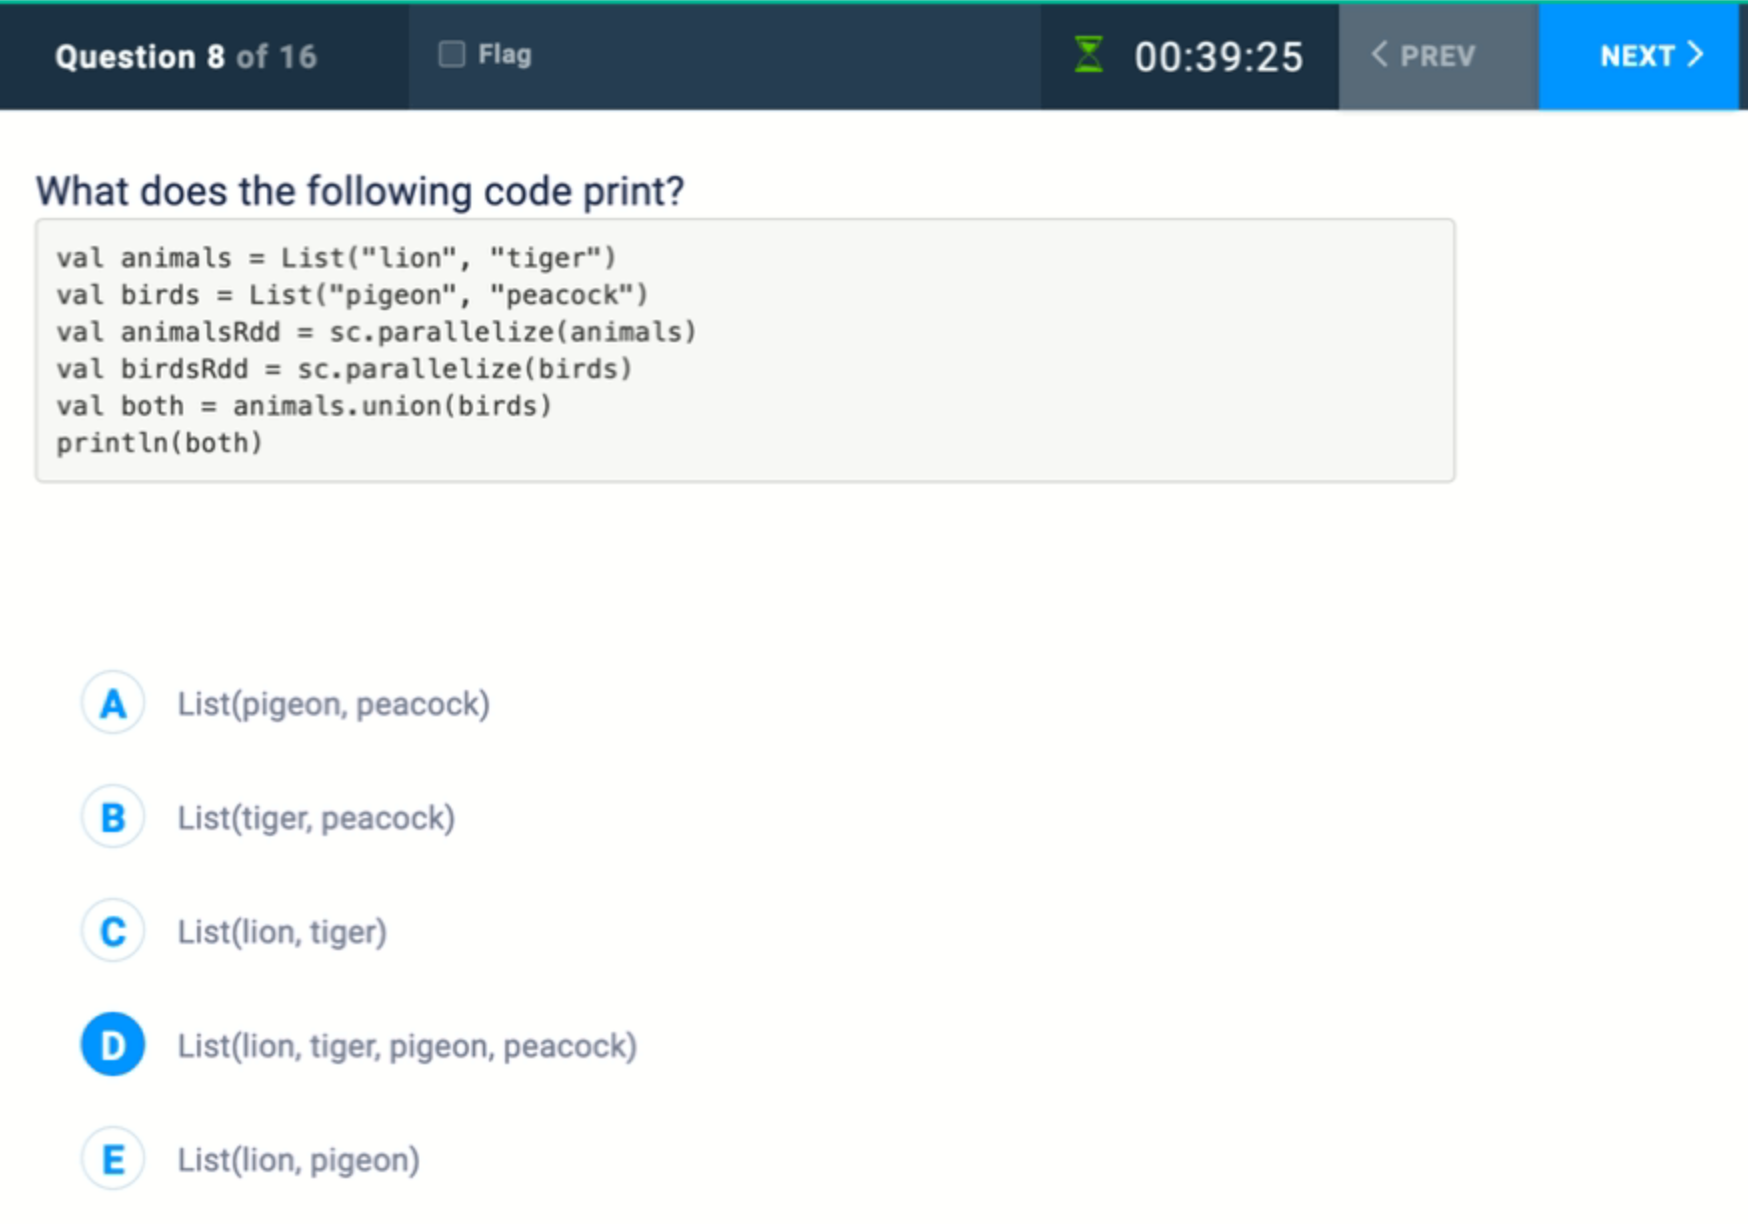 Question 8 of 16
Flag
00:39:25
< PREV
NEXT >
What does the following code print?
val animals = List("lion", "tiger")
val birds = List("pigeon", "peacock")
val animalsRdd = sc.parallelize(animals)
val birdsRdd = sc.parallelize(birds)
val both = animals.union(birds)
println(both)
A List(pigeon, peacock)
B List(tiger, peacock)
C List(lion, tiger)
D List(lion, tiger, pigeon, peacock)
E List(lion, pigeon)